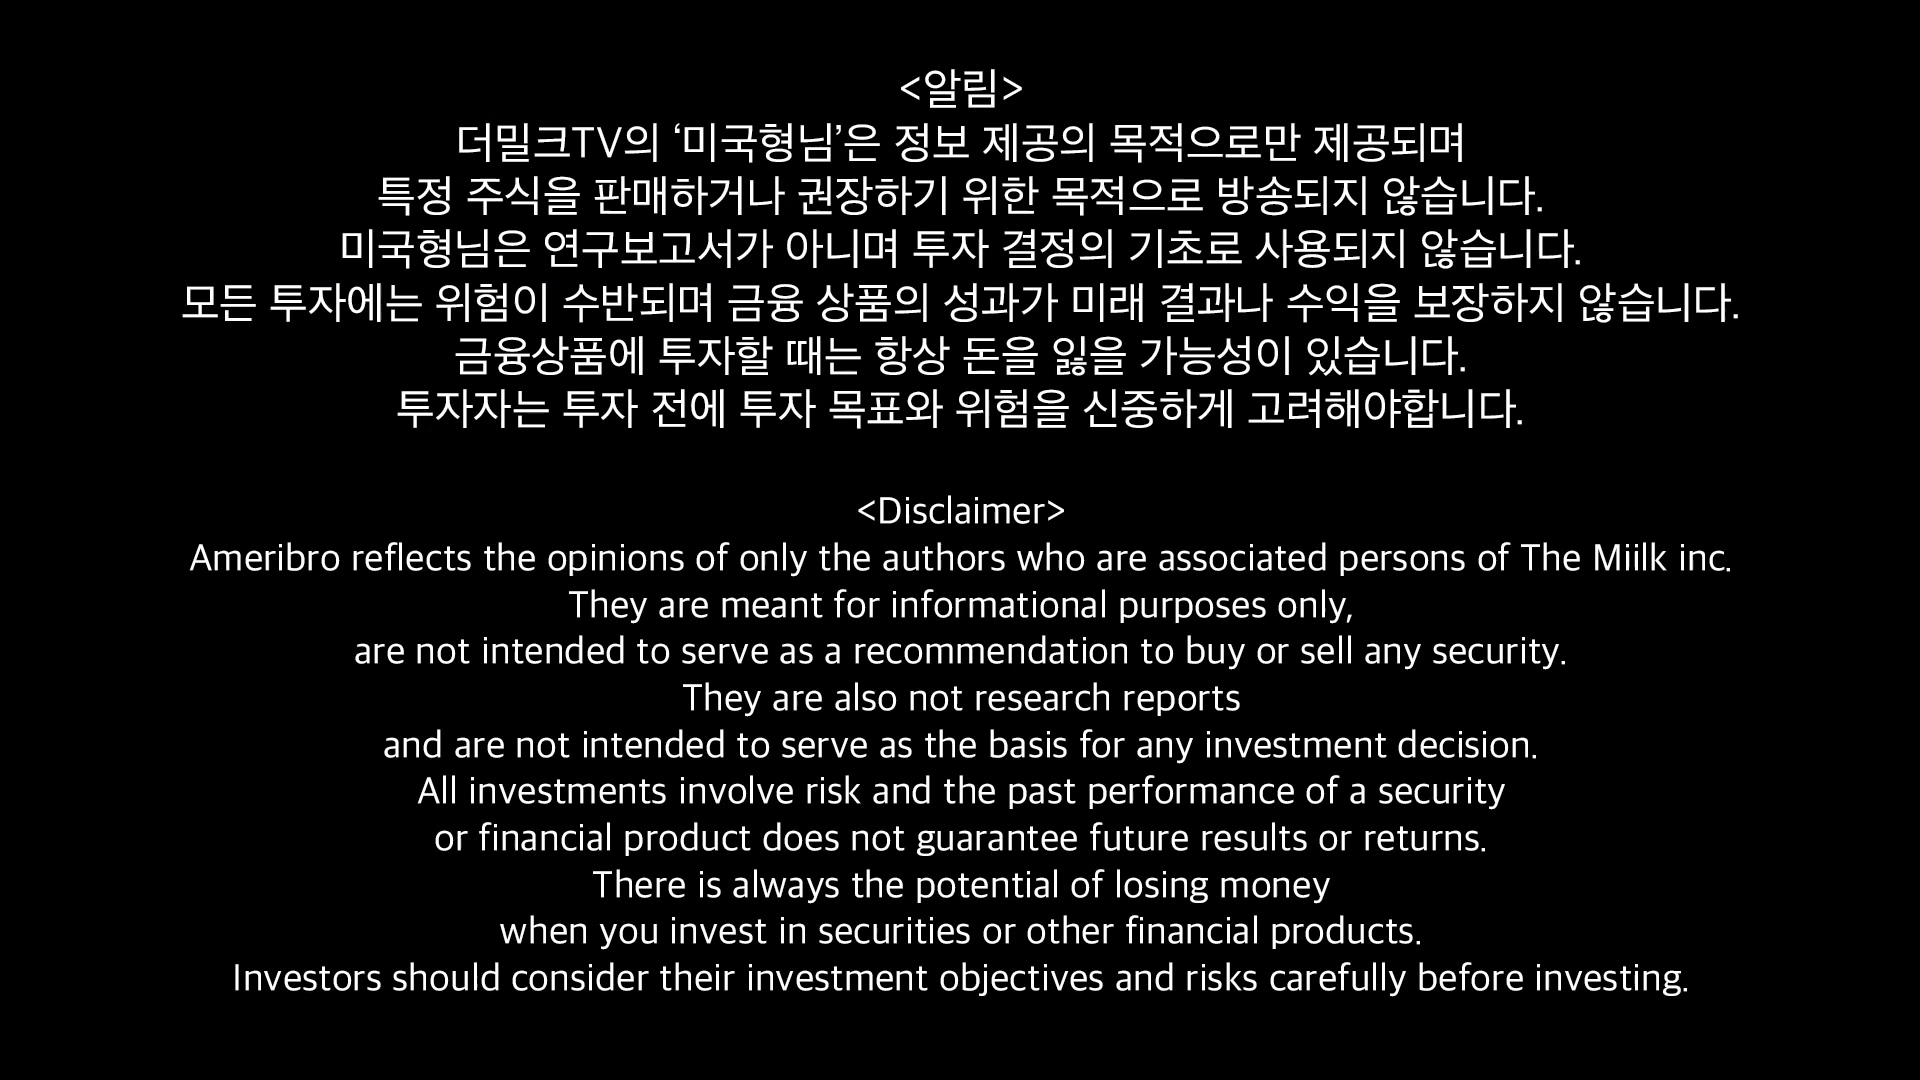 <알림>
더밀크TV의 ‘미국형님’은 정보 제공의 목적으로만 제공되며
특정 주식을 판매하거나 권장하기 위한 목적으로 방송되지 않습니다.
미국형님은 연구보고서가 아니며 투자 결정의 기초로 사용되지 않습니다.
모든 투자에는 위험이 수반되며 금융 상품의 성과가 미래 결과나 수익을 보장하지 않습니다.
금융상품에 투자할 때는 항상 돈을 잃을 가능성이 있습니다.
투자자는 투자 전에 투자 목표와 위험을 신중하게 고려해야합니다.
<Disclaimer>
Ameribro reflects the opinions of only the authors who are associated persons of The Miilk inc.
They are meant for informational purposes only,
are not intended to serve as a recommendation to buy or sell any security.
They are also not research reports
and are not intended to serve as the basis for any investment decision.
All investments involve risk and the past performance of a security
or financial product does not guarantee future results or returns.
There is always the potential of losing money
when you invest in securities or other financial products.
Investors should consider their investment objectives and risks carefully before investing.